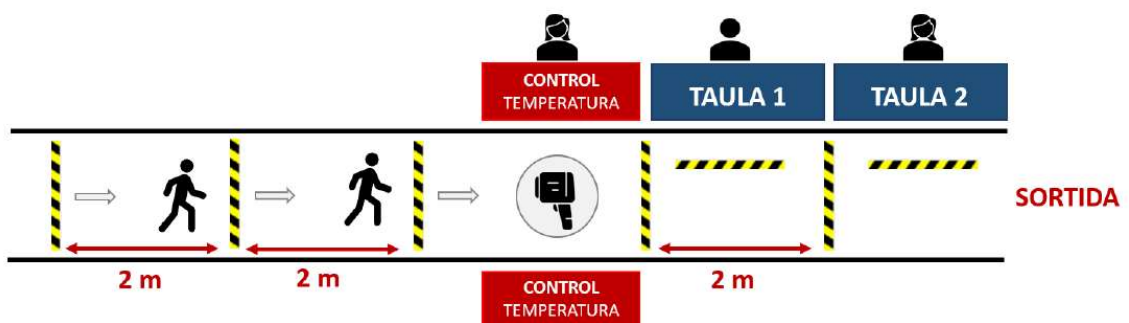 CONTROL
TEMPERATURA
TAULA 1
TAULA 2
SORTIDA
2 m
2 m
2 m
CONTROL
TEMPERATURA